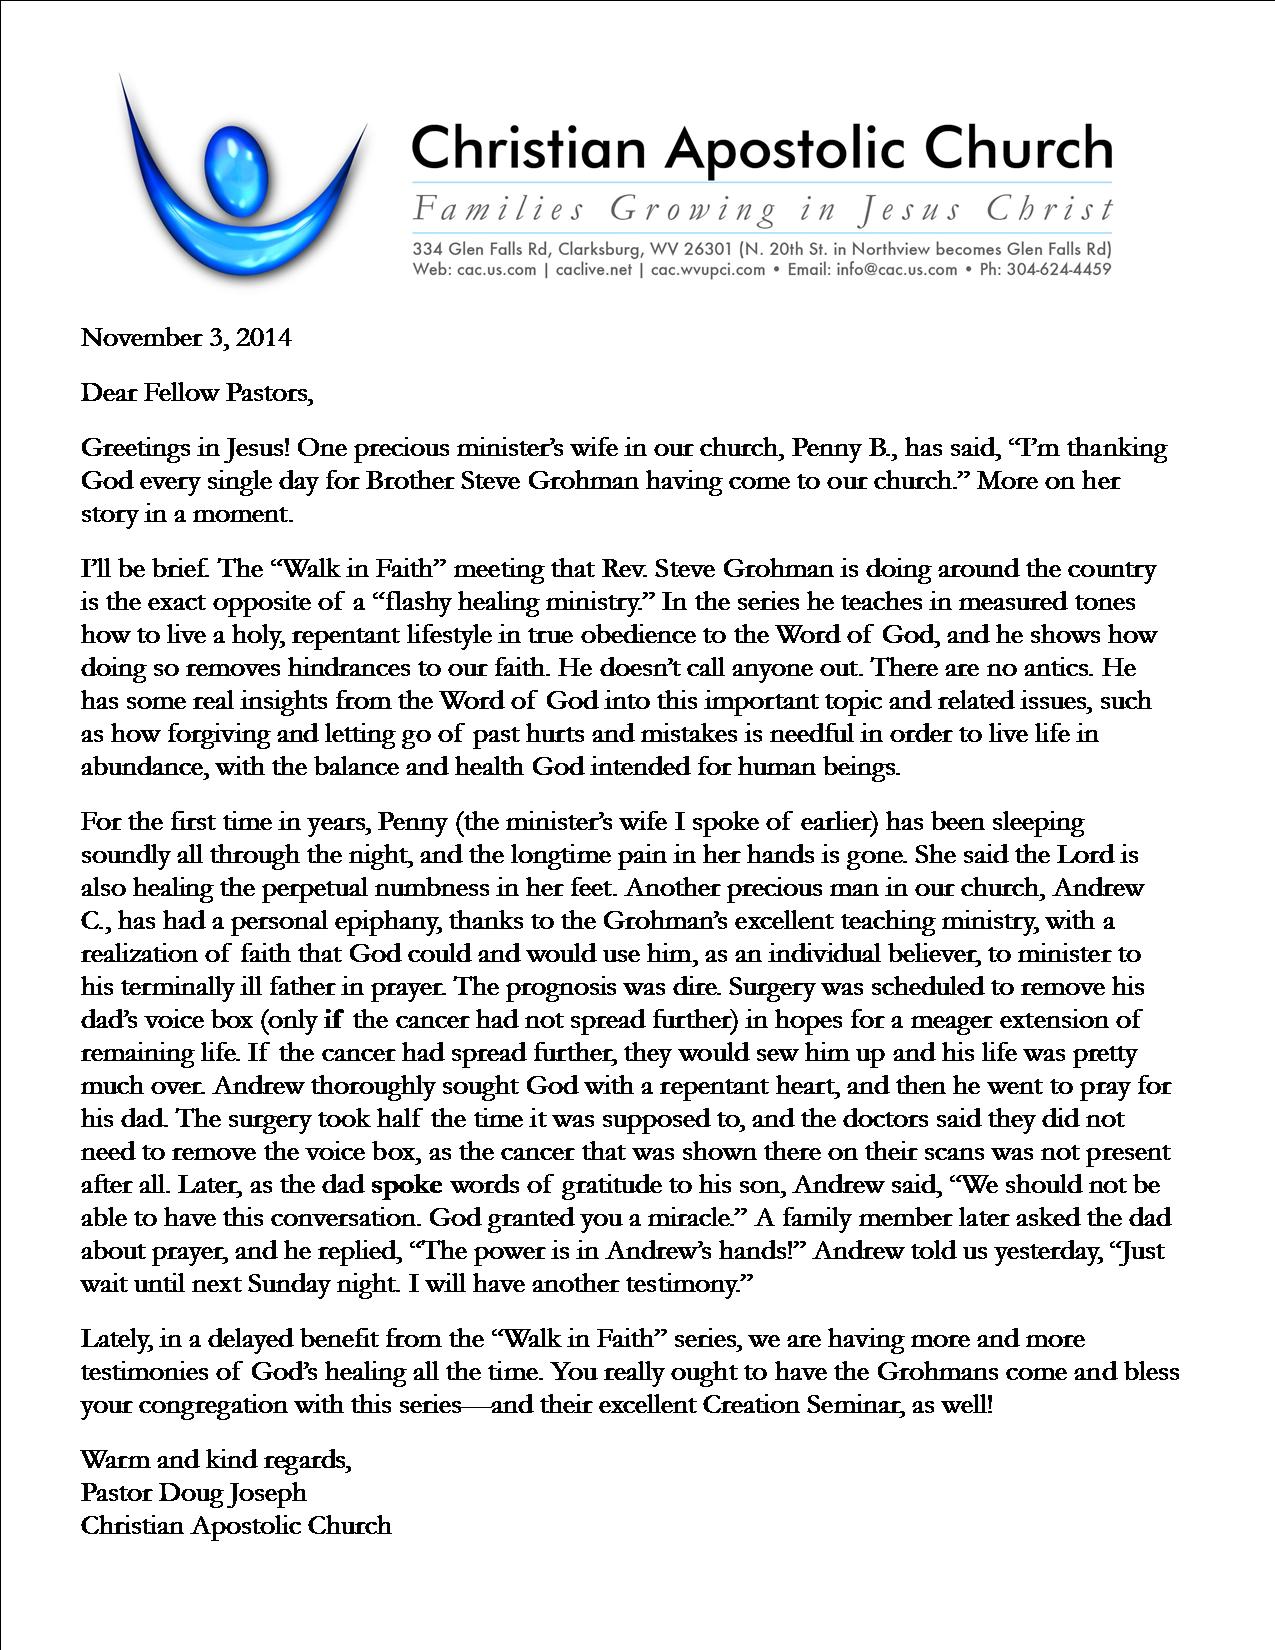 Christian Apostolic Church
Families Growing in Jesus Christ
334 Glen Falls Rd, Clarksburg, WV 26301 (N. 20th St. in Northview becomes Glen Falls Rd)
Web: cac.us.com | caclive.net | cac.wvupci.com • Email: info@cac.us.com • Ph: 304-624-4459
November 3, 2014
Dear Fellow Pastors,
Greetings in Jesus! One precious minister’s wife in our church, Penny B., has said, “I’m thanking
God every single day for Brother Steve Grohman having come to our church.” More on her
story in a moment.
I’ll be brief. The “Walk in Faith” meeting that Rev. Steve Grohman is doing around the country
is the exact opposite of a “flashy healing ministry.” In the series he teaches in measured tones
how to live a holy, repentant lifestyle in true obedience to the Word of God, and he shows how
doing so removes hindrances to our faith. He doesn’t call anyone out. There are no antics. He
has some real insights from the Word of God into this important topic and related issues, such
as how forgiving and letting go of past hurts and mistakes is needful in order to live life in
abundance, with the balance and health God intended for human beings.
For the first time in years, Penny (the minister’s wife I spoke of earlier) has been sleeping
soundly all through the night, and the longtime pain in her hands is gone. She said the Lord is
also healing the perpetual numbness in her feet. Another precious man in our church, Andrew
C., has had a personal epiphany, thanks to the Grohman’s excellent teaching ministry, with a
realization of faith that God could and would use him, as an individual believer, to minister to
his terminally ill father in prayer. The prognosis was dire. Surgery was scheduled to remove his
dad’s voice box (only if the cancer had not spread further) in hopes for a meager extension of
remaining life. If the cancer had spread further, they would sew him up and his life was pretty
much over. Andrew thoroughly sought God with a repentant heart, and then he went to pray for
his dad. The surgery took half the time it was supposed to, and the doctors said they did not
need to remove the voice box, as the cancer that was shown there on their scans was not present
after all. Later, as the dad spoke words of gratitude to his son, Andrew said, “We should not be
able to have this conversation. God granted you a miracle.” A family member later asked the dad
about prayer, and he replied, “The power is in Andrew’s hands!” Andrew told us yesterday, “Just
wait until next Sunday night. I will have another testimony.”
Lately, in a delayed benefit from the “Walk in Faith” series, we are having more and more
testimonies of God’s healing all the time. You really ought to have the Grohmans come and bless
your congregation with this series—and their excellent Creation Seminar, as well!
Warm and kind regards,
Pastor Doug Joseph
Christian Apostolic Church